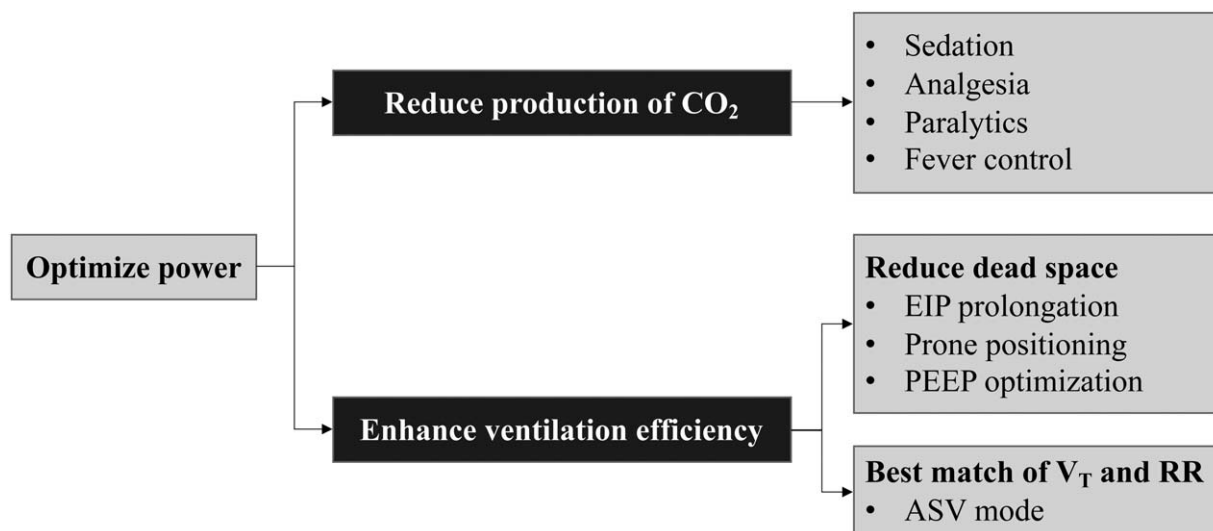 Optimize power
Reduce production of CO₂
• Sedation
• Analgesia
• Paralytics
• Fever control
Enhance ventilation efficiency
Reduce dead space
• EIP prolongation
• Prone positioning
• PEEP optimization
Best match of V_T and RR
• ASV mode